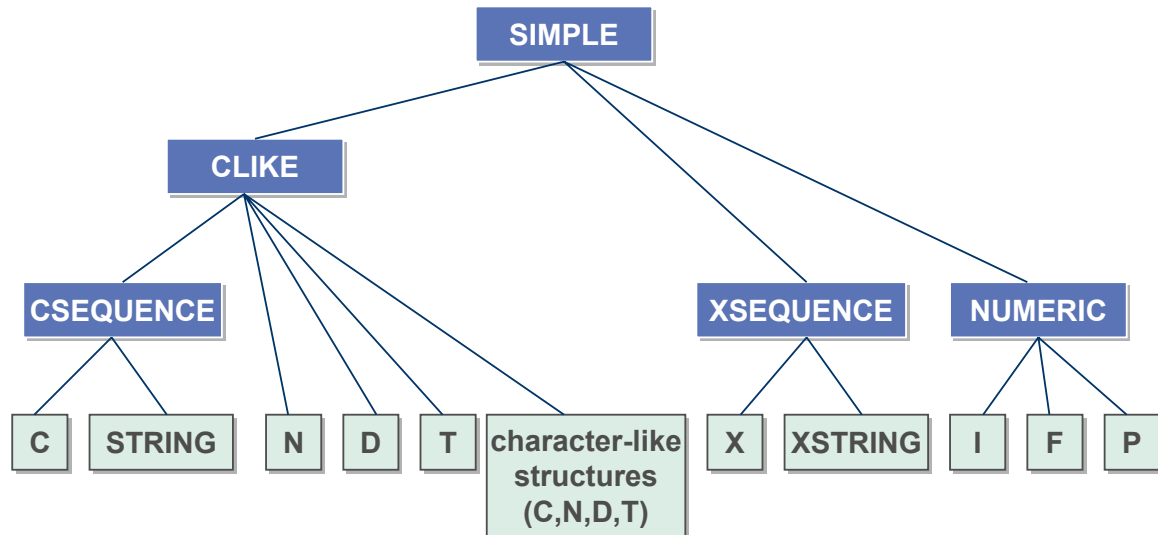 SIMPLE
CLIKE
CSEQUENCE
XSEQUENCE
NUMERIC
C
STRING
N
D
T
character-like
structures
(C,N,D,T)
X
XSTRING
I
F
P